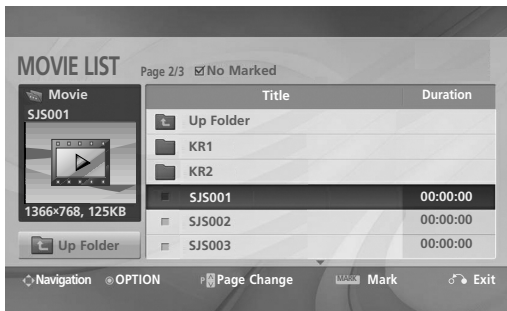 MOVIE LIST Page 2/3 No Marked
Movie Title Duration
SJS001
Up Folder
KR1
KR2
SJS001 00:00:00
1366×768, 125KB
SJS002 00:00:00
Up Folder
SJS003 00:00:00
Navigation OPTION P Page Change MARK Mark Exit